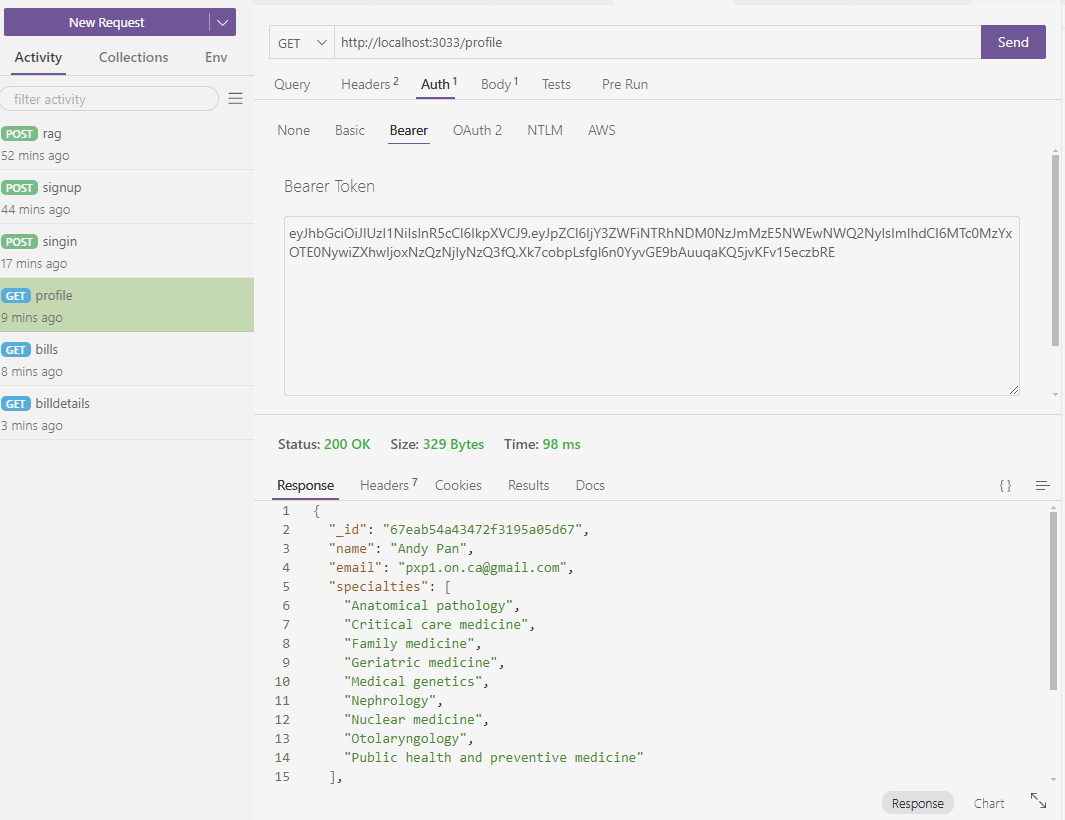 New Request
Activity
Collections
Env
filter activity
POST rag
52 mins ago
POST signup
44 mins ago
POST singin
17 mins ago
GET profile
9 mins ago
GET bills
8 mins ago
GET billdetails
3 mins ago
GET
http://localhost:3033/profile
Send
Query
Headers 2
Auth 1
Body 1
Tests
Pre Run
None
Basic
Bearer
OAuth 2
NTLM
AWS
Bearer Token
Status: 200 OK Size: 329 Bytes Time: 98 ms
Response
Headers 7
Cookies
Results
Docs
{ }
1 {
2 "_id": "67eab54a43472f3195a05d67",
3 "name": "Andy Pan",
4 "email": "pxp1.on.ca@gmail.com",
5 "specialties": [
6 "Anatomical pathology",
7 "Critical care medicine",
8 "Family medicine",
9 "Geriatric medicine",
10 "Medical genetics",
11 "Nephrology",
12 "Nuclear medicine",
13 "Otolaryngology",
14 "Public health and preventive medicine"
15 ],
Response
Chart